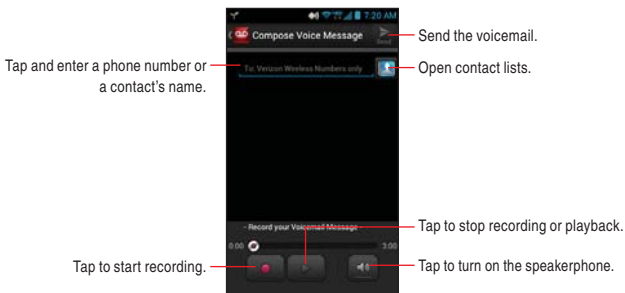 7:20 AM
Compose Voice Message
Send
Send the voicemail.
Tap and enter a phone number or
a contact's name.
To: Verizon Wireless Numbers only
Open contact lists.
- Record your Voicemail Message -
Tap to stop recording or playback.
0:00
3:00
Tap to start recording.
Tap to turn on the speakerphone.